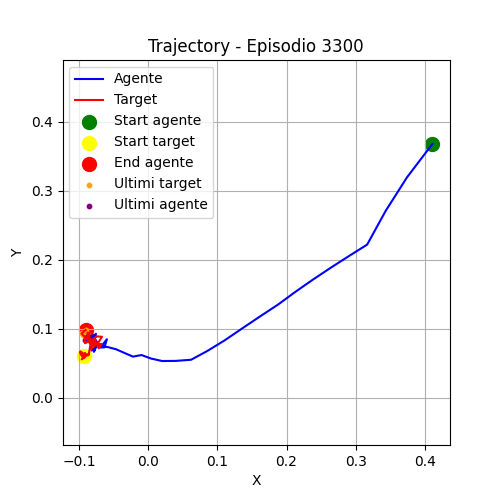 Trajectory - Episodio 3300
Agente
Target
Start agente
Start target
End agente
Ultimi target
Ultimi agente
Y
0.4
0.3
0.2
0.1
0.0
−0.1
0.0
0.1
0.2
0.3
0.4
X